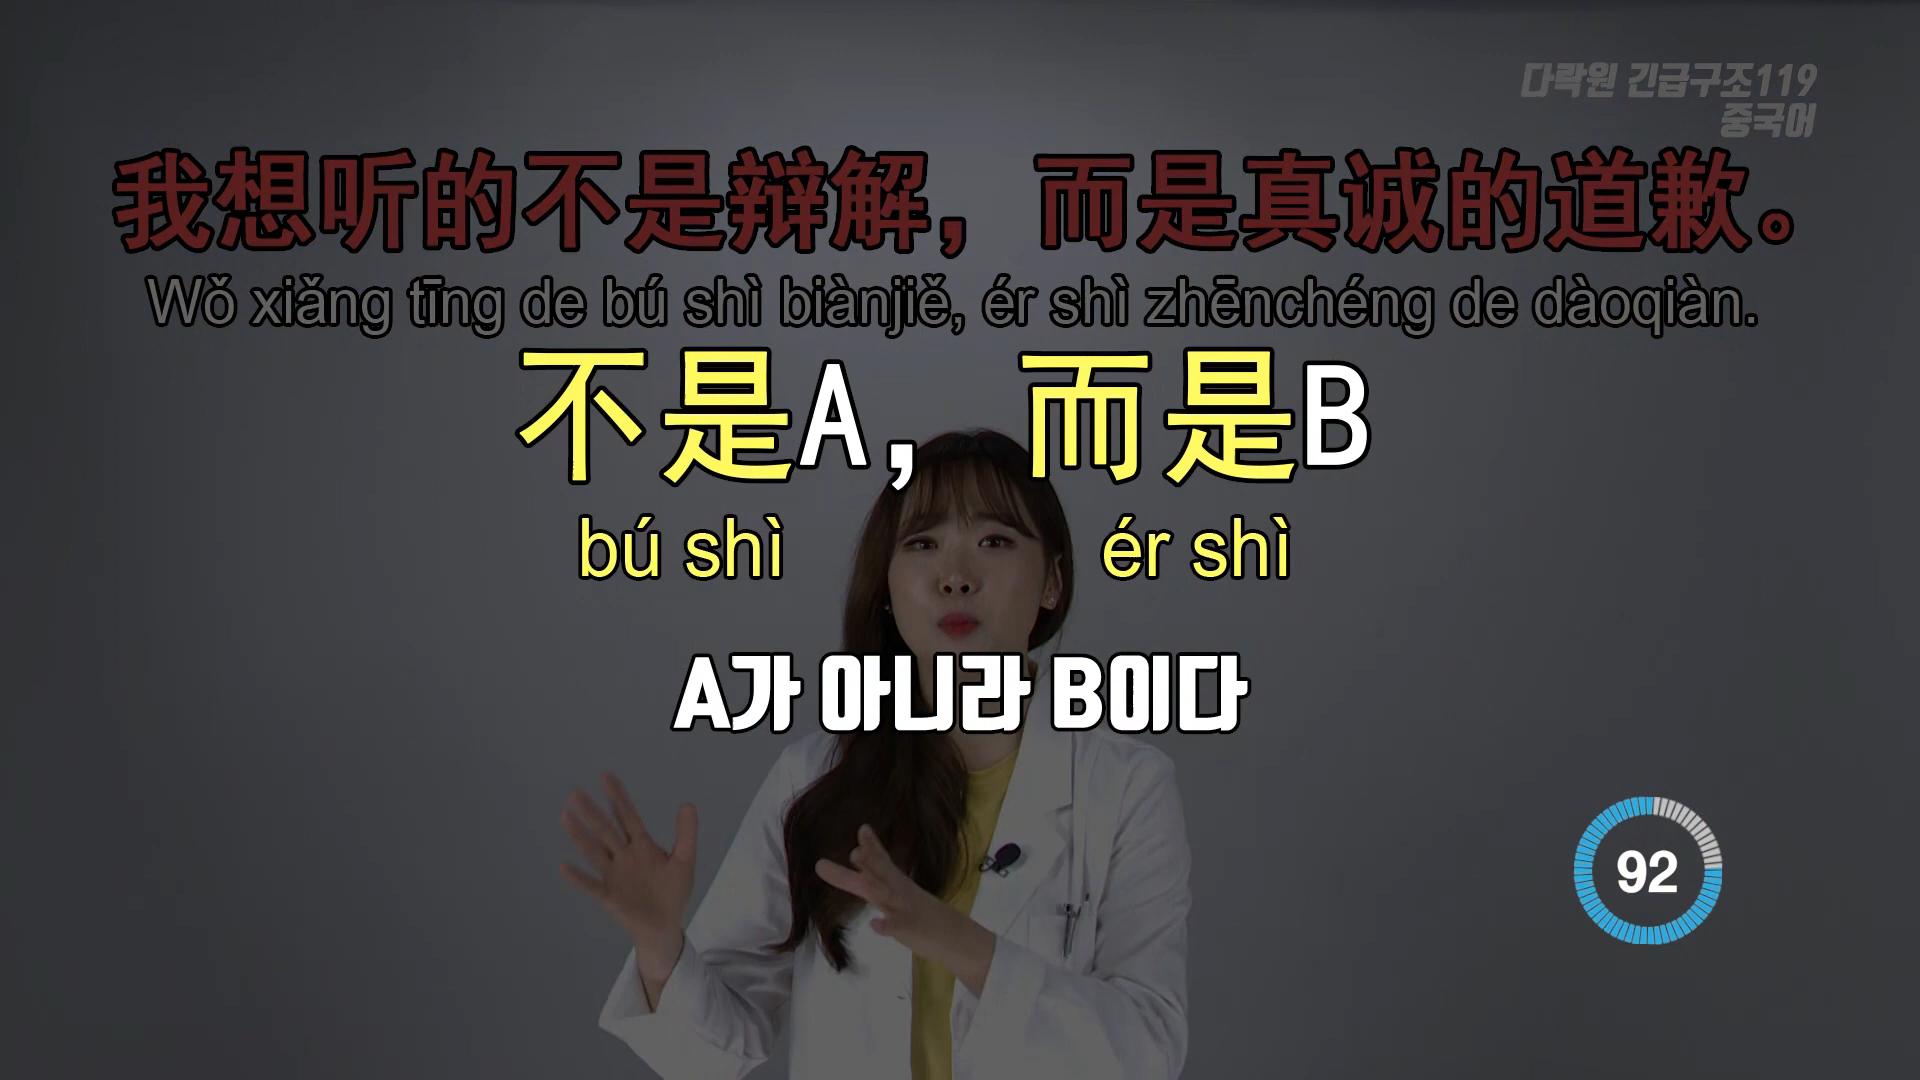 다락원 긴급구조119
중국어
我想听的不是辩解，而是真诚的道歉。
Wǒ xiǎng tīng de bú shì biànjiě, ér shì zhēnchéng de dàoqiàn.
不是A，而是B
bú shì ér shì
A가 아니라 B이다
92